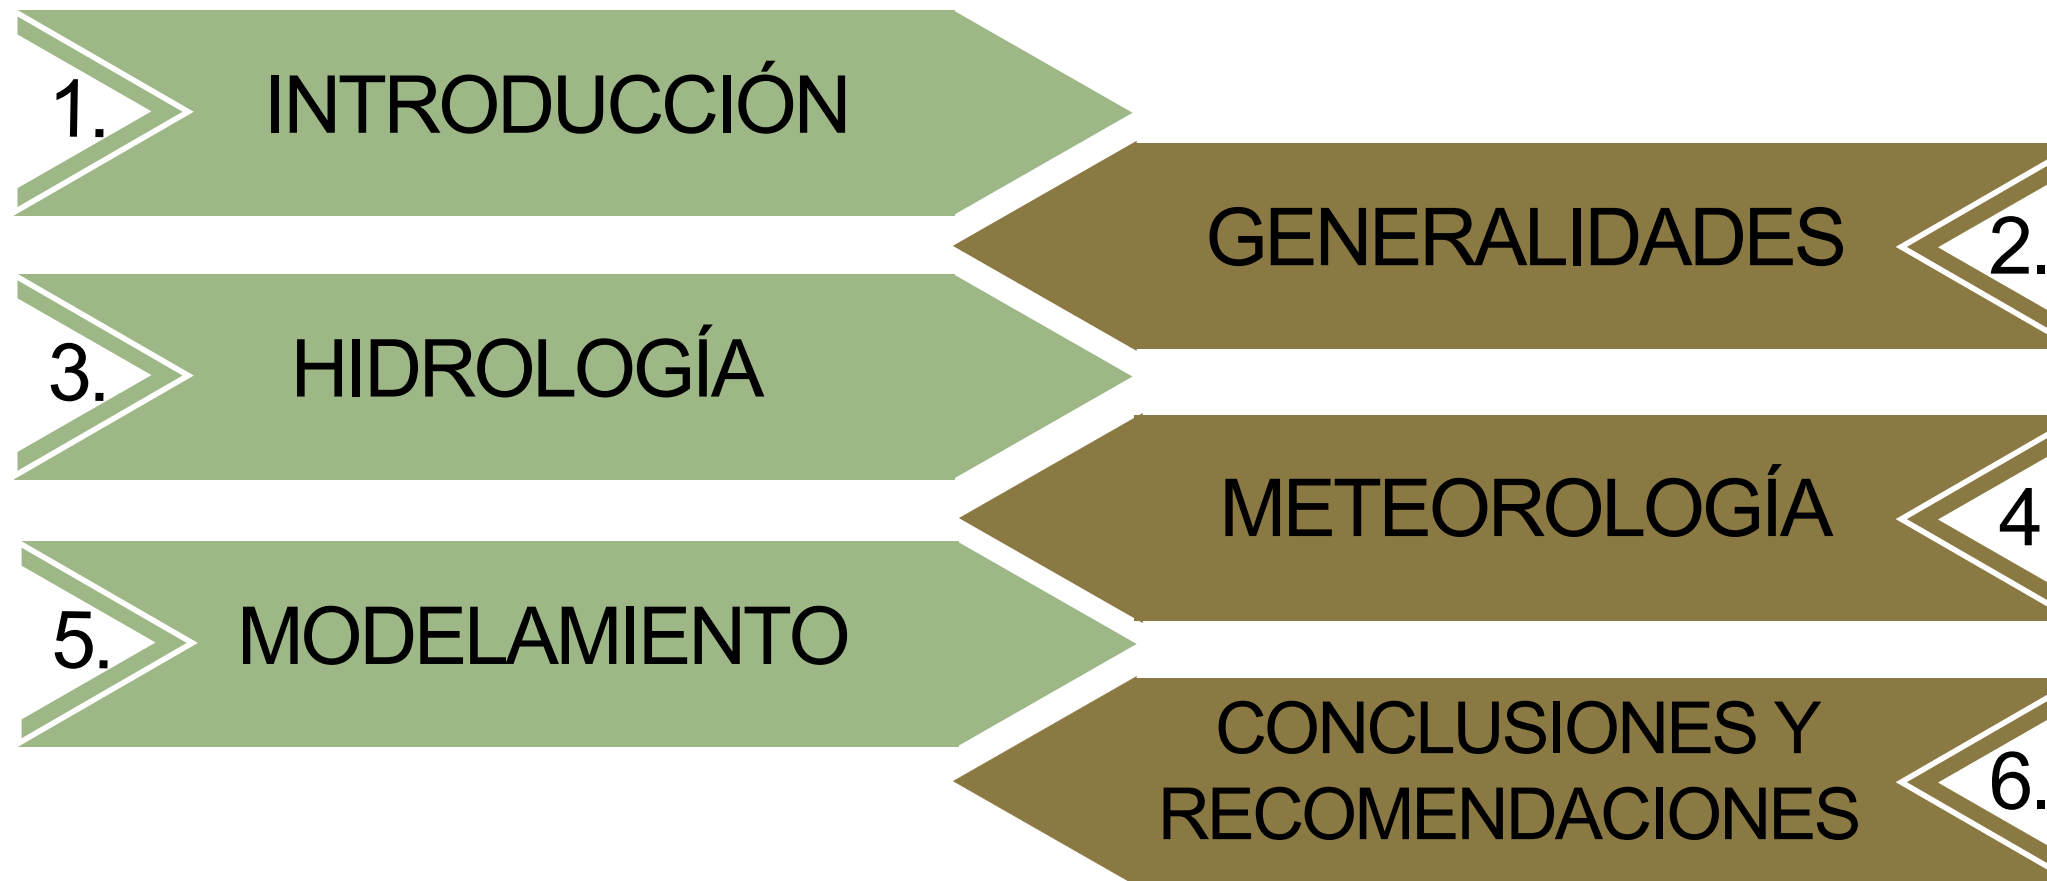 1. INTRODUCCIÓN
GENERALIDADES 2.
3. HIDROLOGÍA
METEOROLOGÍA 4
5. MODELAMIENTO
CONCLUSIONES Y
RECOMENDACIONES 6.